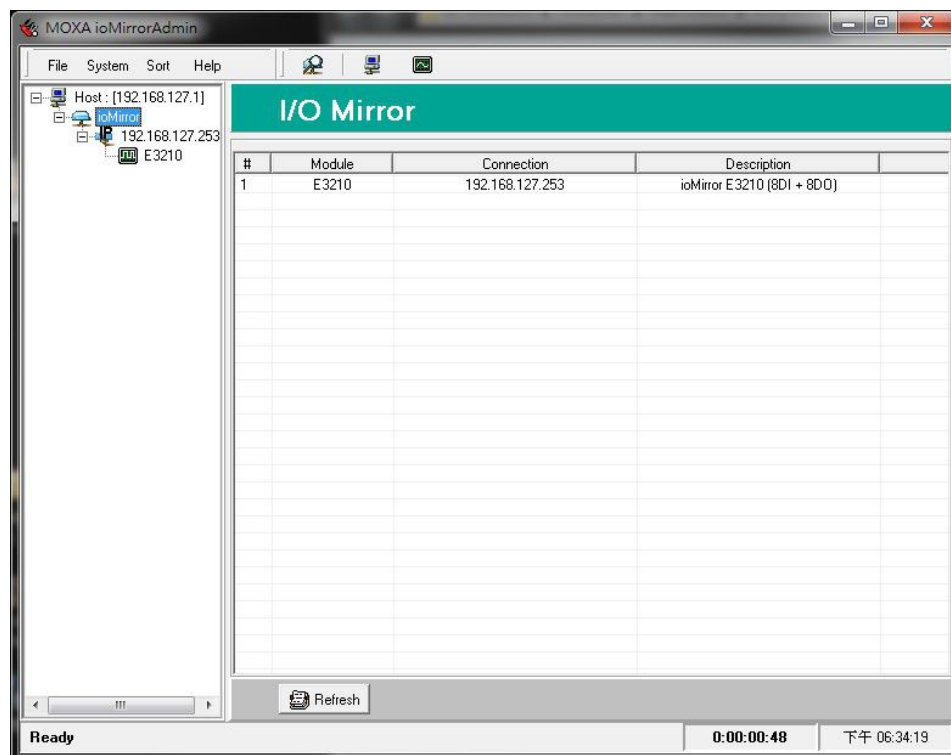 MOXA ioMirrorAdmin
File System Sort Help
Host : [192.168.127.1]
ioMirror
192.168.127.253
E3210
I/O Mirror
# Module Connection Description
1 E3210 192.168.127.253 ioMirror E3210 (8DI + 8DO)
Refresh
Ready 0:00:00:48 下午 06:34:19